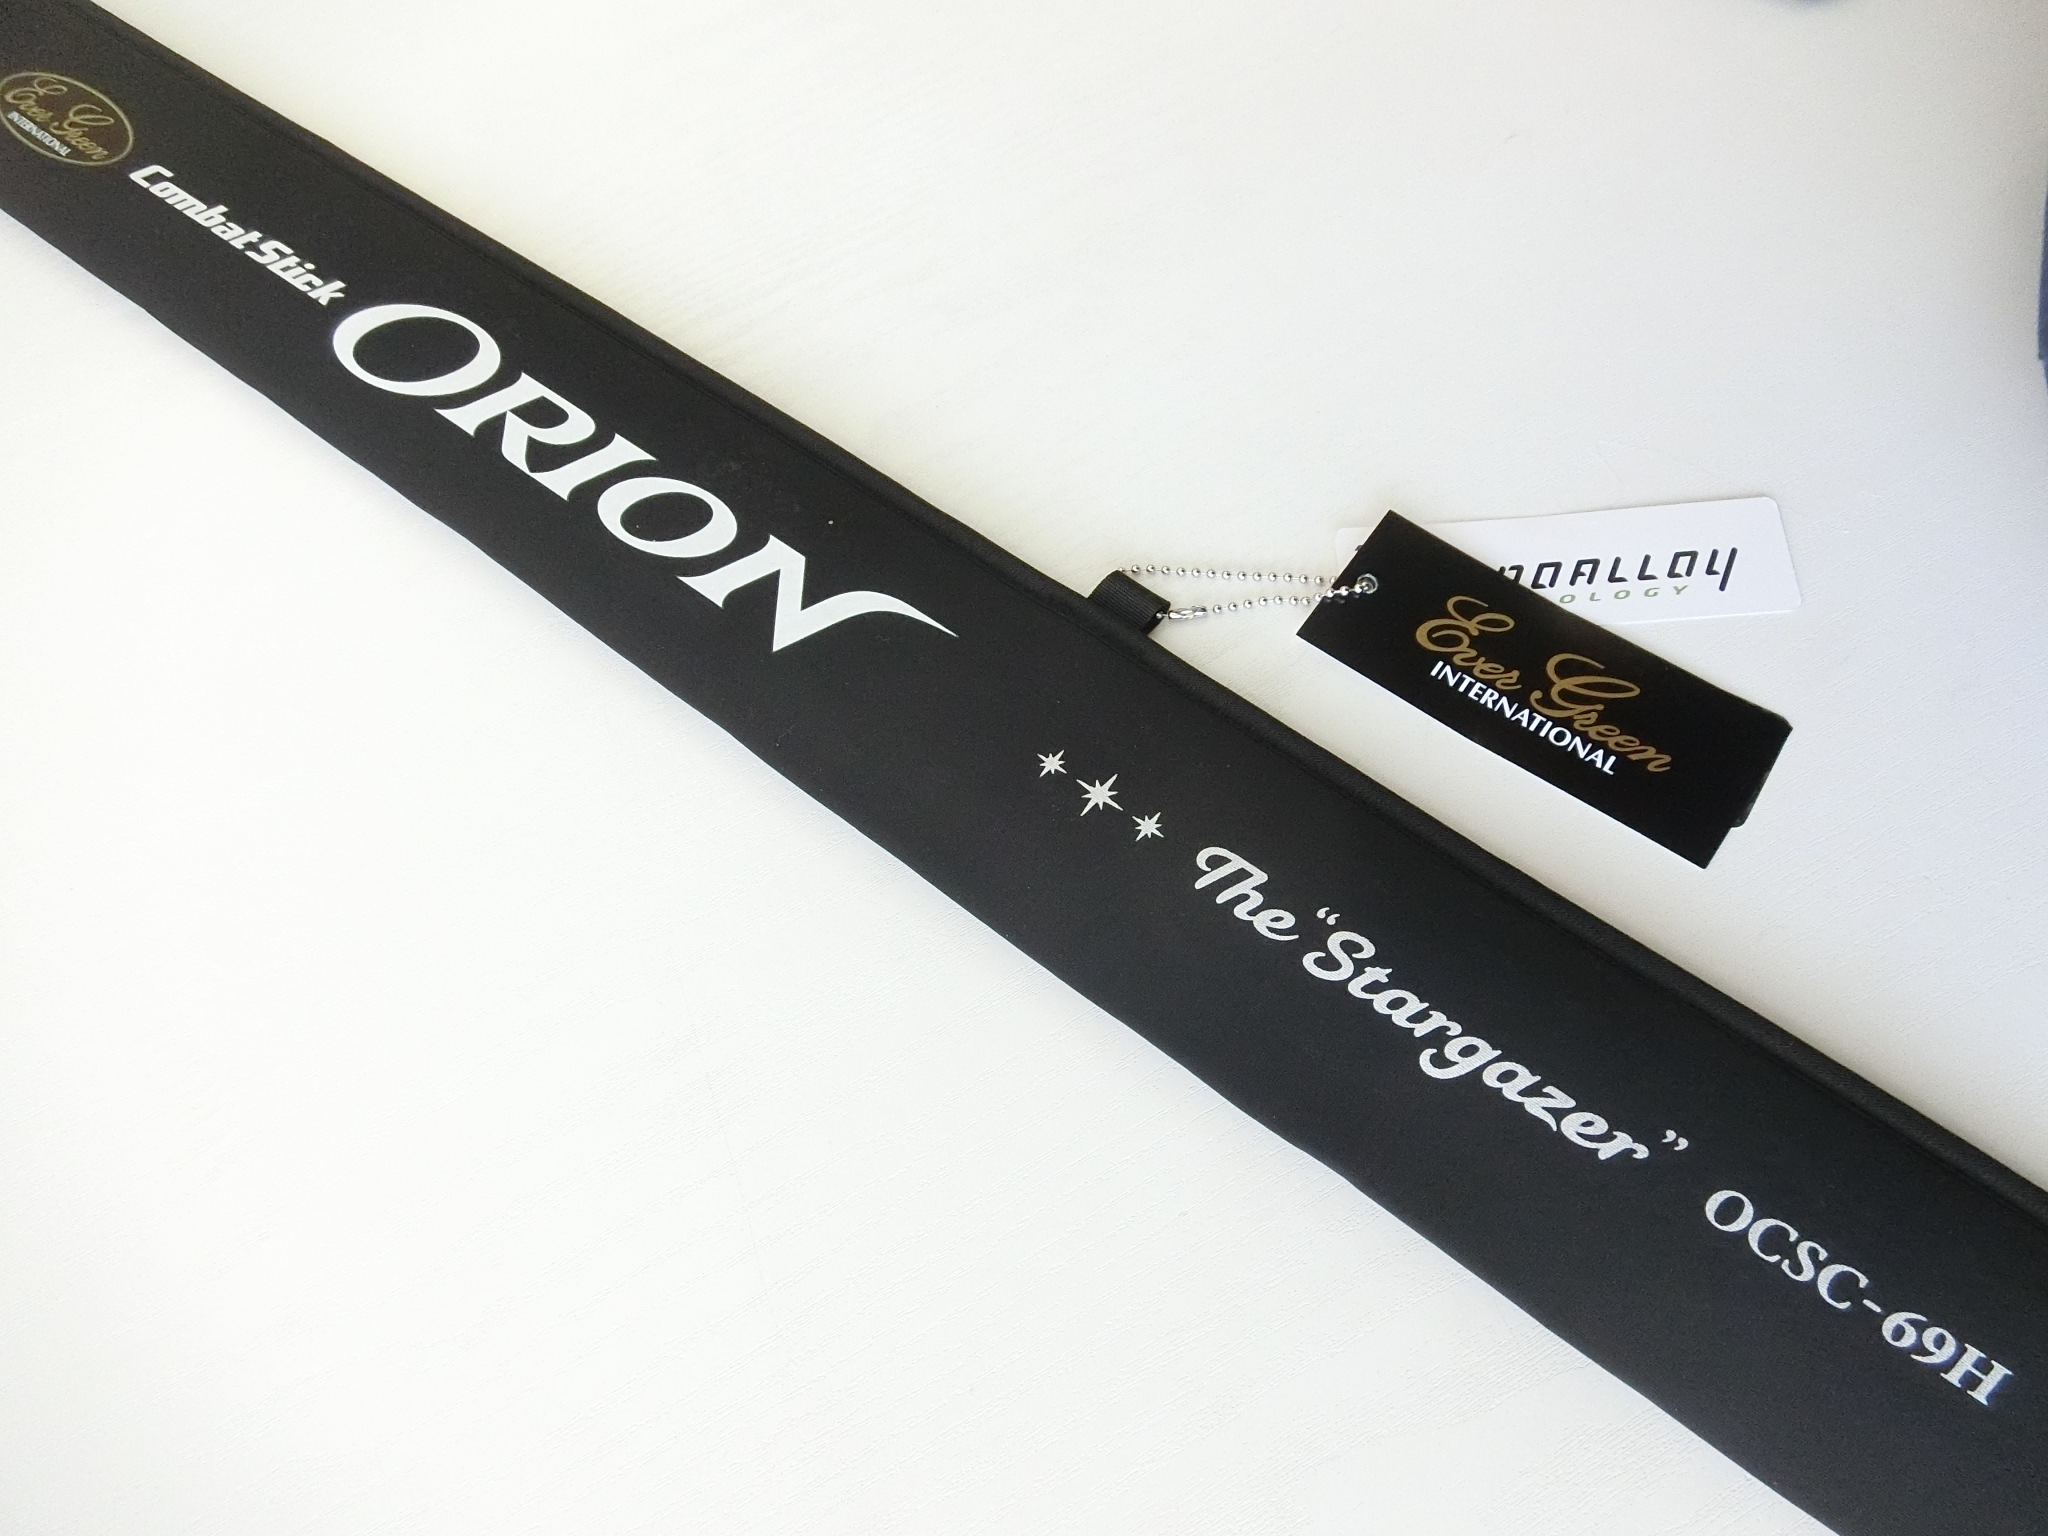 Ever Green
INTERNATIONAL
Combat Stick
ORION
The "Stargazer"
OCSC-69H
Ever Green
INTERNATIONAL